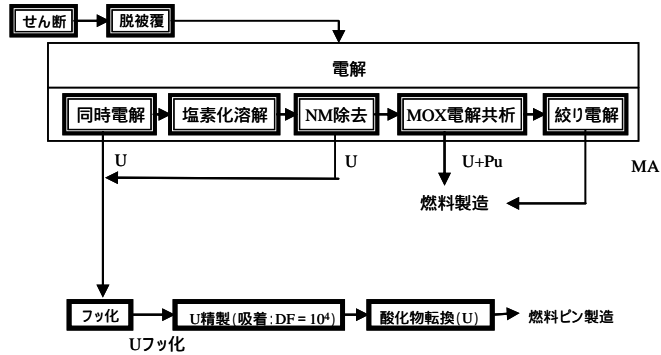 せん断
脱被覆
電解
同時電解
塩素化溶解
NM除去
MOX電解共析
絞り電解
U
U
U+Pu
MA
燃料製造
フッ化
U精製(吸着:DF = 10⁴)
酸化物転換(U)
燃料ピン製造
Uフッ化